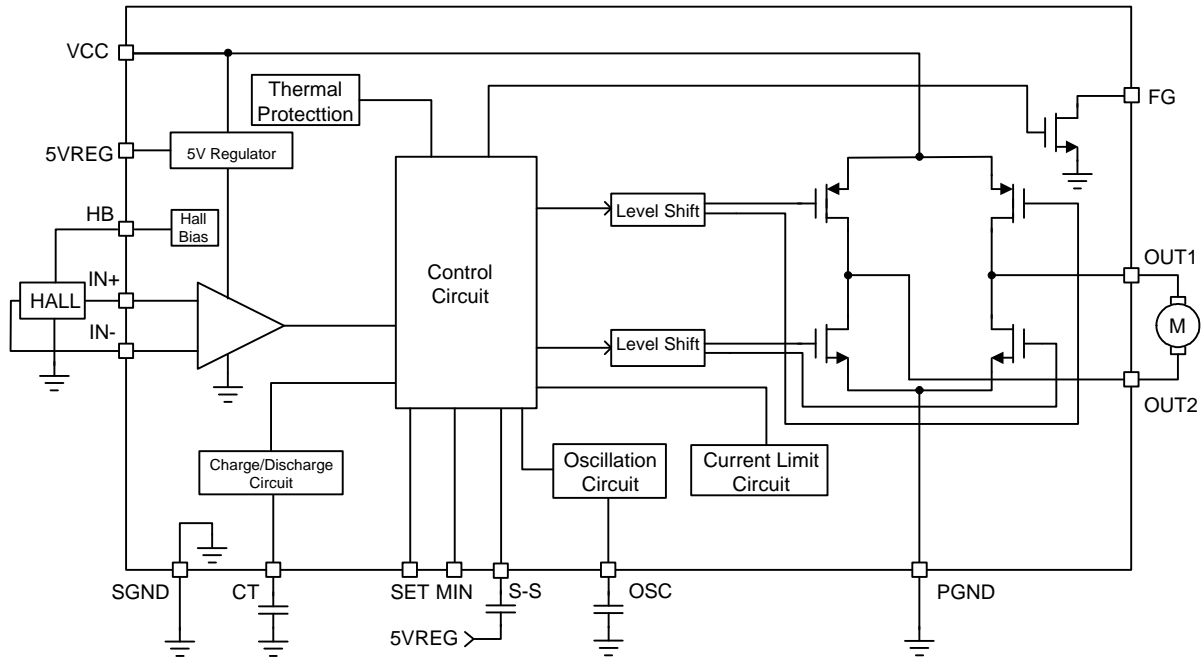 VCC
Thermal
Protecttion
FG
5VREG
5V Regulator
HB
Hall
Bias
Level Shift
IN+
HALL
IN-
Control
Circuit
OUT1
M
Level Shift
OUT2
Charge/Discharge
Circuit
Oscillation
Circuit
Current Limit
Circuit
SGND
CT
SET
MIN
S-S
OSC
PGND
5VREG